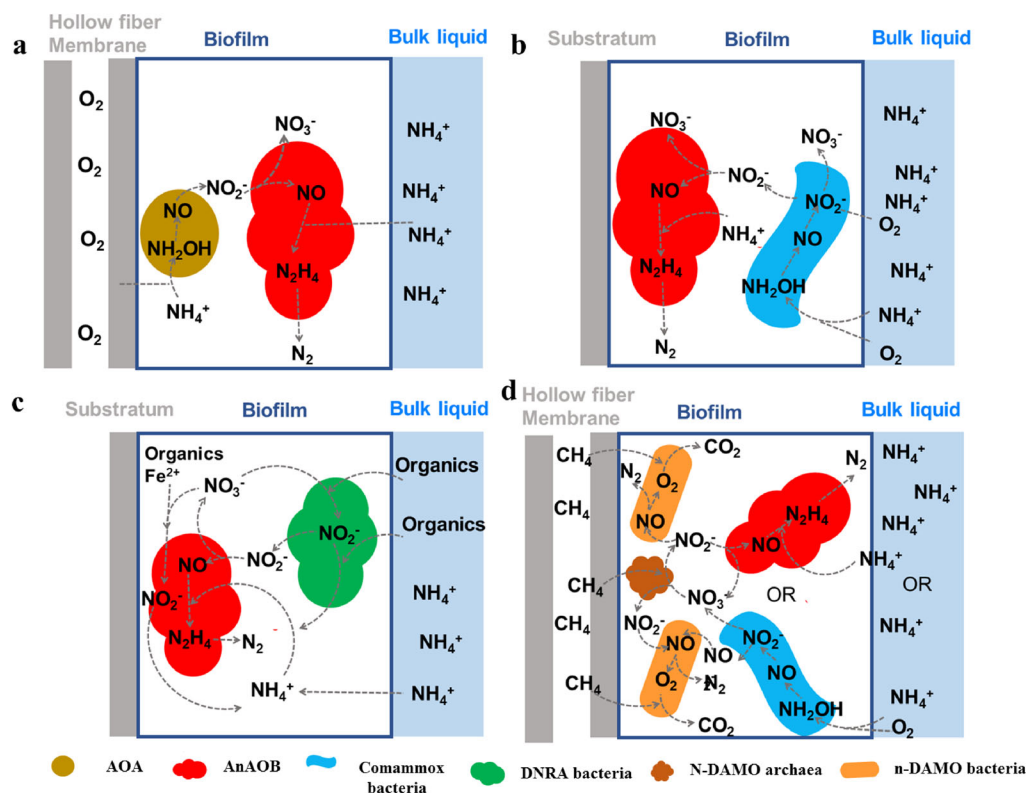 a
Hollow fiber
Membrane
Biofilm
Bulk liquid
O₂
O₂
O₂
O₂
NO₃⁻
NO₂⁻
NO
NH₂OH
NH₄⁺
NO
N₂H₄
N₂
NH₄⁺
NH₄⁺
NH₄⁺
NH₄⁺
b
Substratum
Biofilm
Bulk liquid
NO₃⁻
NO
NO₂⁻
NH₄⁺
N₂H₄
N₂
NO₃⁻
NO₂⁻
NO
NH₂OH
NH₄⁺
NH₄⁺
NH₄⁺
O₂
NH₄⁺
NH₄⁺
O₂
c
Substratum
Biofilm
Bulk liquid
Organics
Fe²⁺
NO₃⁻
NO
NO₂⁻
NO₂⁻
N₂H₄
N₂
NH₄⁺
NO₂⁻
Organics
Organics
NH₄⁺
NH₄⁺
NH₄⁺
d
Hollow fiber
Membrane
Biofilm
Bulk liquid
CH₄
CH₄
CH₄
CH₄
CH₄
CO₂
N₂
O₂
NO
NO₂⁻
NO
N₂H₄
N₂
NH₄⁺
NO₃⁻
OR
OR
NO₂⁻
NO
O₂
NO
N₂
CO₂
NO₂⁻
NO
NH₂OH
NH₄⁺
NH₄⁺
NH₄⁺
NH₄⁺
NH₄⁺
O₂
AOA
AnAOB
Comammox
bacteria
DNRA bacteria
N-DAMO archaea
n-DAMO bacteria